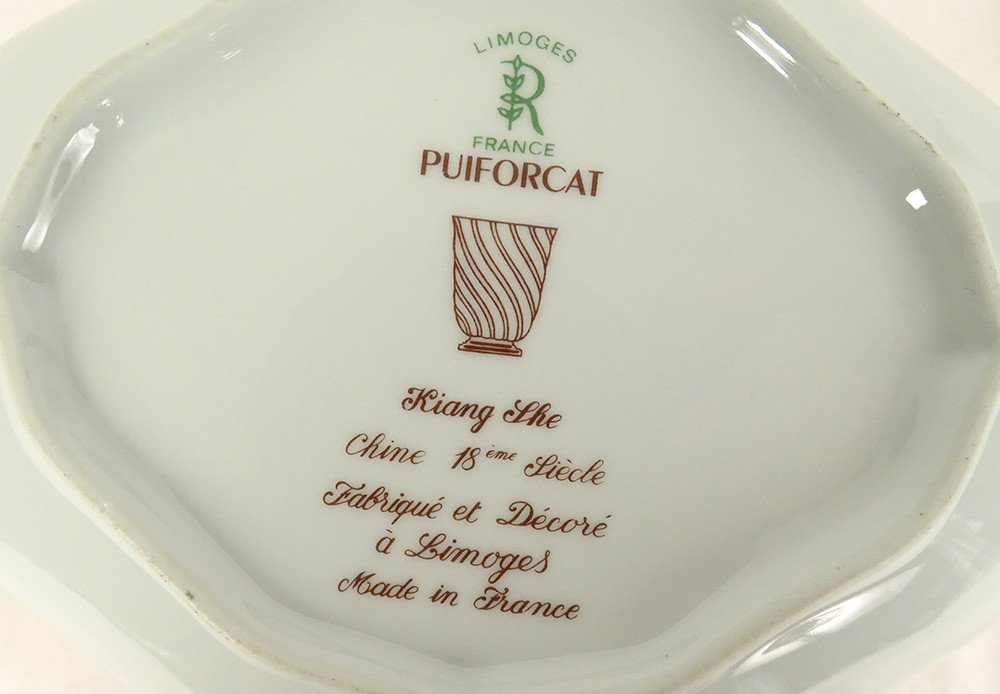 LIMOGES
R
FRANCE
PUIFORCAT
Kiang She
Chine 18ème Siècle
Fabriqué et Décoré
à Limoges
Made in France